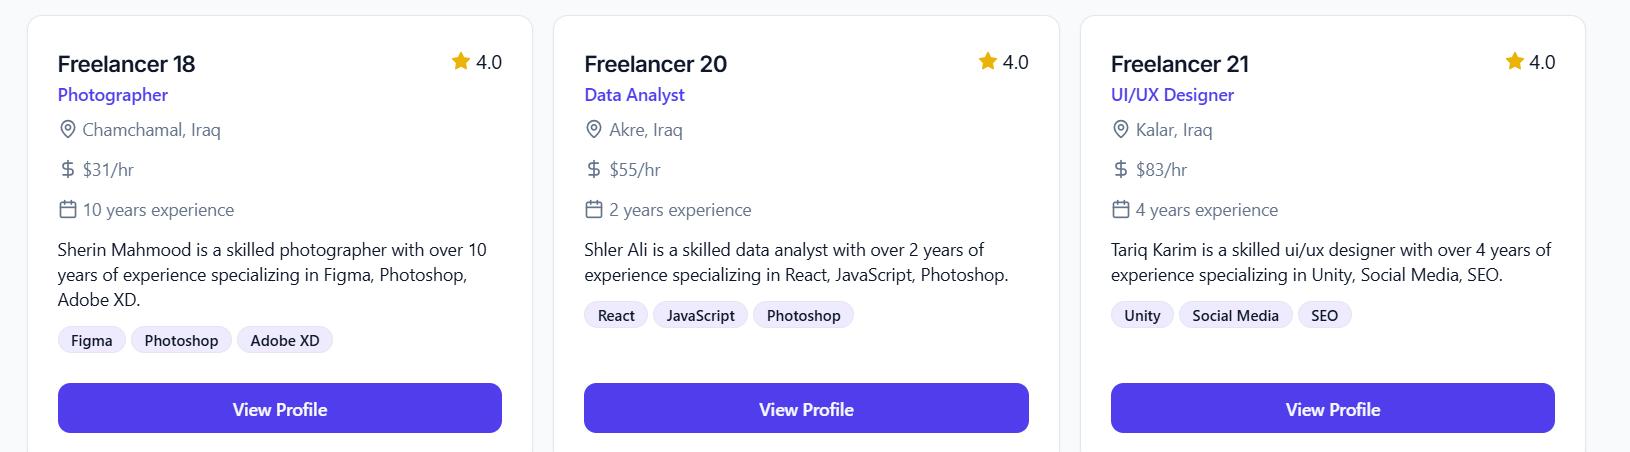 Freelancer 18
4.0
Photographer
Chamchamal, Iraq
$31/hr
10 years experience
Sherin Mahmood is a skilled photographer with over 10
years of experience specializing in Figma, Photoshop,
Adobe XD.
Figma Photoshop Adobe XD
View Profile
Freelancer 20
4.0
Data Analyst
Akre, Iraq
$55/hr
2 years experience
Shler Ali is a skilled data analyst with over 2 years of
experience specializing in React, JavaScript, Photoshop.
React JavaScript Photoshop
View Profile
Freelancer 21
4.0
UI/UX Designer
Kalar, Iraq
$83/hr
4 years experience
Tariq Karim is a skilled ui/ux designer with over 4 years of
experience specializing in Unity, Social Media, SEO.
Unity Social Media SEO
View Profile